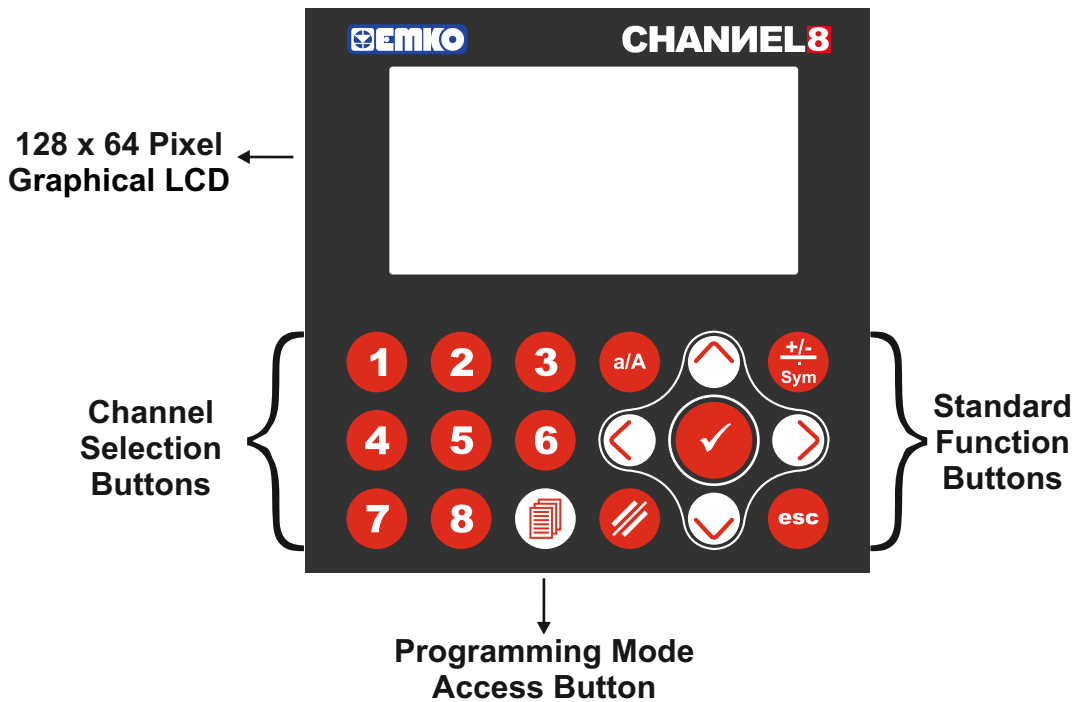 EMKO
CHANNEL8
128 x 64 Pixel
Graphical LCD
1 2 3 a/A +/-
Sym
Channel
Selection
Buttons
4 5 6
Standard
Function
Buttons
7 8 esc
Programming Mode
Access Button